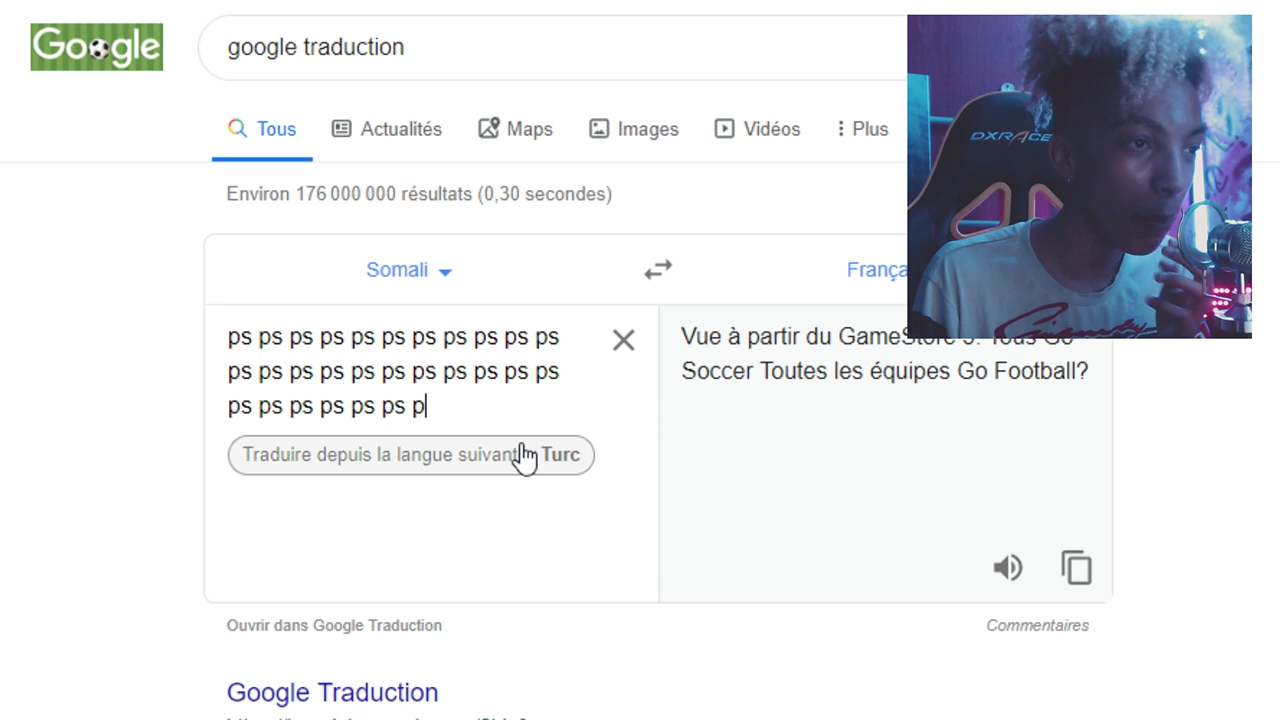 Google
google traduction
Tous
Actualités
Maps
Images
Vidéos
Plus
Environ 176 000 000 résultats (0,30 secondes)
DXRACE
Somali
França
ps ps ps ps ps ps ps ps ps ps ps
ps ps ps ps ps ps ps ps ps ps ps
ps ps ps ps ps ps p
Vue à partir du GameStore
Soccer Toutes les équipes Go Football?
Traduire depuis la langue suivant Turc
Ouvrir dans Google Traduction
Commentaires
Google Traduction